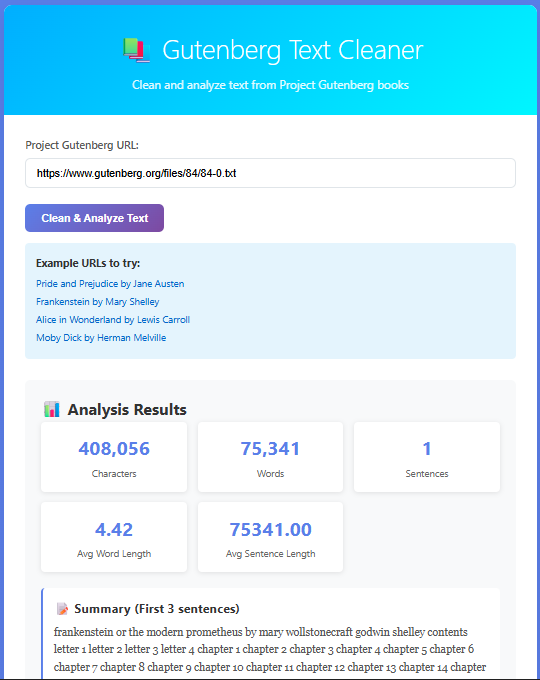 Gutenberg Text Cleaner
Clean and analyze text from Project Gutenberg books
Project Gutenberg URL:
https://www.gutenberg.org/files/84/84-0.txt
Clean & Analyze Text
Example URLs to try:
Pride and Prejudice by Jane Austen
Frankenstein by Mary Shelley
Alice in Wonderland by Lewis Carroll
Moby Dick by Herman Melville
Analysis Results
408,056
Characters
75,341
Words
1
Sentences
4.42
Avg Word Length
75341.00
Avg Sentence Length
Summary (First 3 sentences)
frankenstein or the modern prometheus by mary wollstonecraft godwin shelley contents
letter 1 letter 2 letter 3 letter 4 chapter 1 chapter 2 chapter 3 chapter 4 chapter 5 chapter 6
chapter 7 chapter 8 chapter 9 chapter 10 chapter 11 chapter 12 chapter 13 chapter 14 chapter